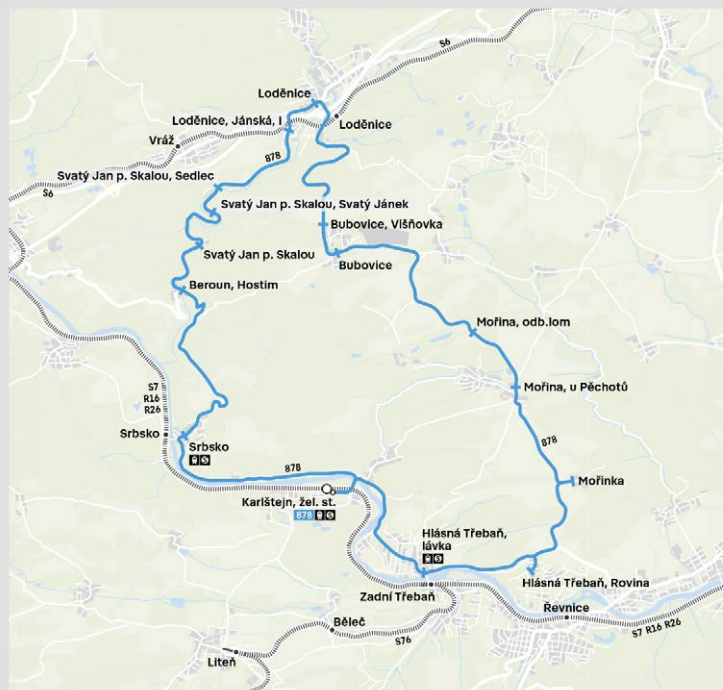 S6
Loděnice
Loděnice, Jánská, I
Loděnice
Vráž
878
Svatý Jan p. Skalou, Sedlec
S6
Svatý Jan p. Skalou, Svatý Jánek
Bubovice, Višňovka
Svatý Jan p. Skalou
Bubovice
Beroun, Hostim
Mořina, odb.lom
S7
R16
R26
Mořina, u Pěchotů
Srbsko
Srbsko
878
878
Mořinka
Karlštejn, žel. st.
878
Hlásná Třebaň,
lávka
Zadní Třebaň
Hlásná Třebaň, Rovina
Řevnice
Běleč
S76
S7 R16 R26
Liteň